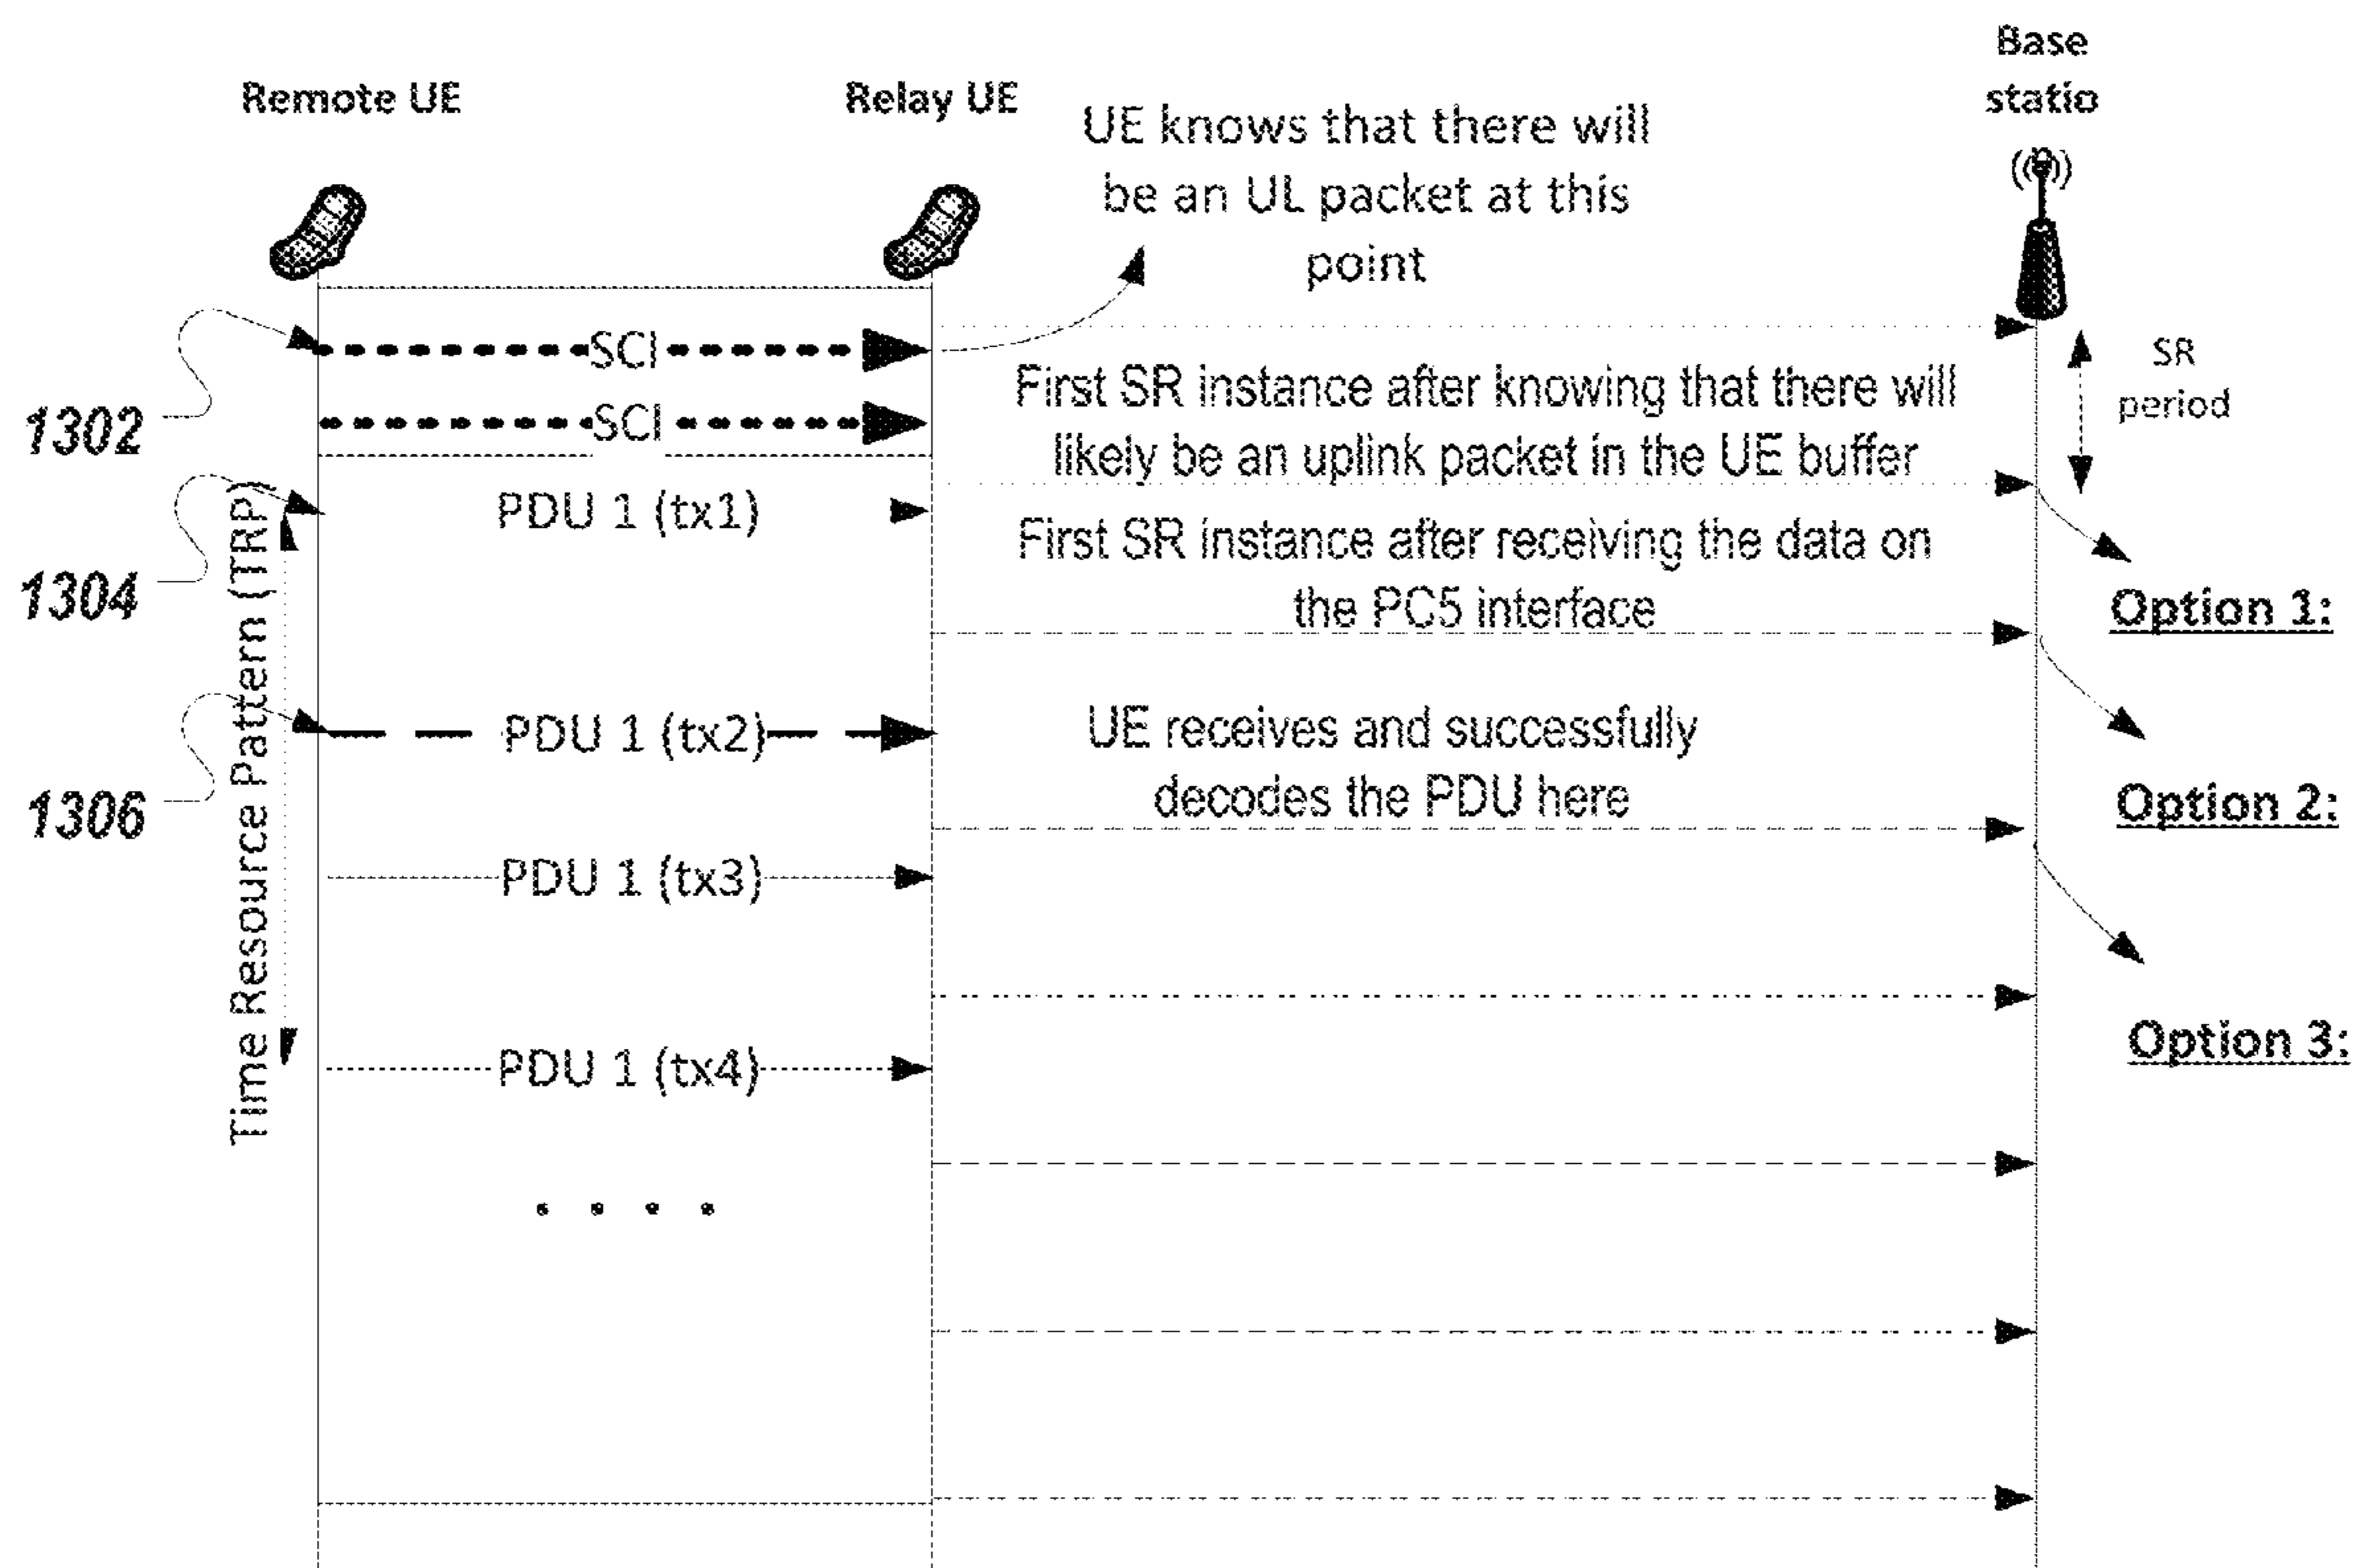 Base
statio
Remote UE
Relay UE
UE knows that there will
be an UL packet at this
point
SCI
SR
period
First SR instance after knowing that there will
likely be an uplink packet in the UE buffer
1302
SCI
PDU 1 (tx1)
First SR instance after receiving the data on
the PC5 interface
1304
Option 1:
Time Resource Pattern (TRP)
PDU 1 (tx2)
UE receives and successfully
decodes the PDU here
1306
Option 2:
PDU 1 (tx3)
Option 3:
PDU 1 (tx4)
. . . .